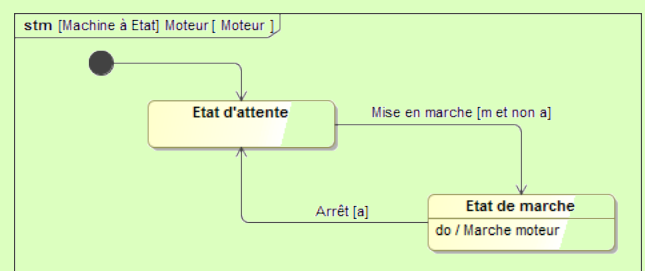 stm [Machine à Etat] Moteur [ Moteur ]
Etat d'attente
Mise en marche [m et non a]
Etat de marche
Arrêt [a]
do / Marche moteur